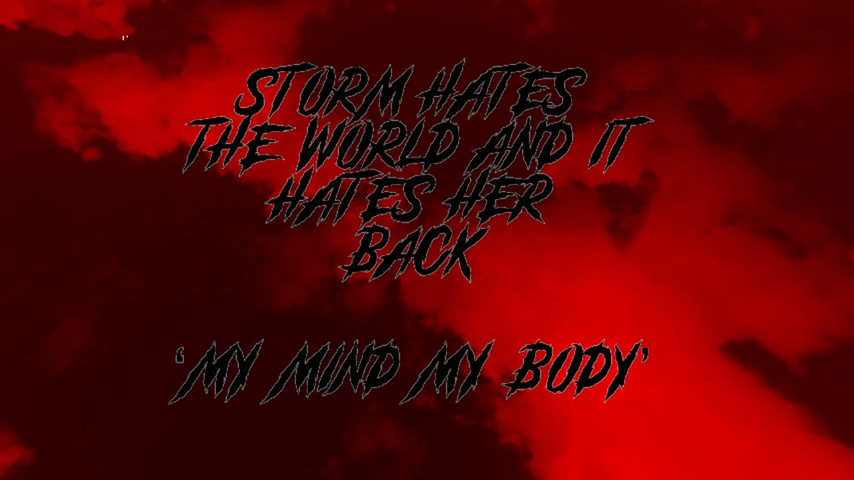 STORM HATES
THE WORLD AND IT
HATES HER
BACK
‘MY MIND MY BODY’